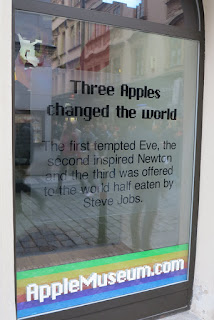 Three Apples
changed the world
The first tempted Eve, the
second inspired Newton
and the third was offered
to the world half eaten by
Steve Jobs.
AppleMuseum.com